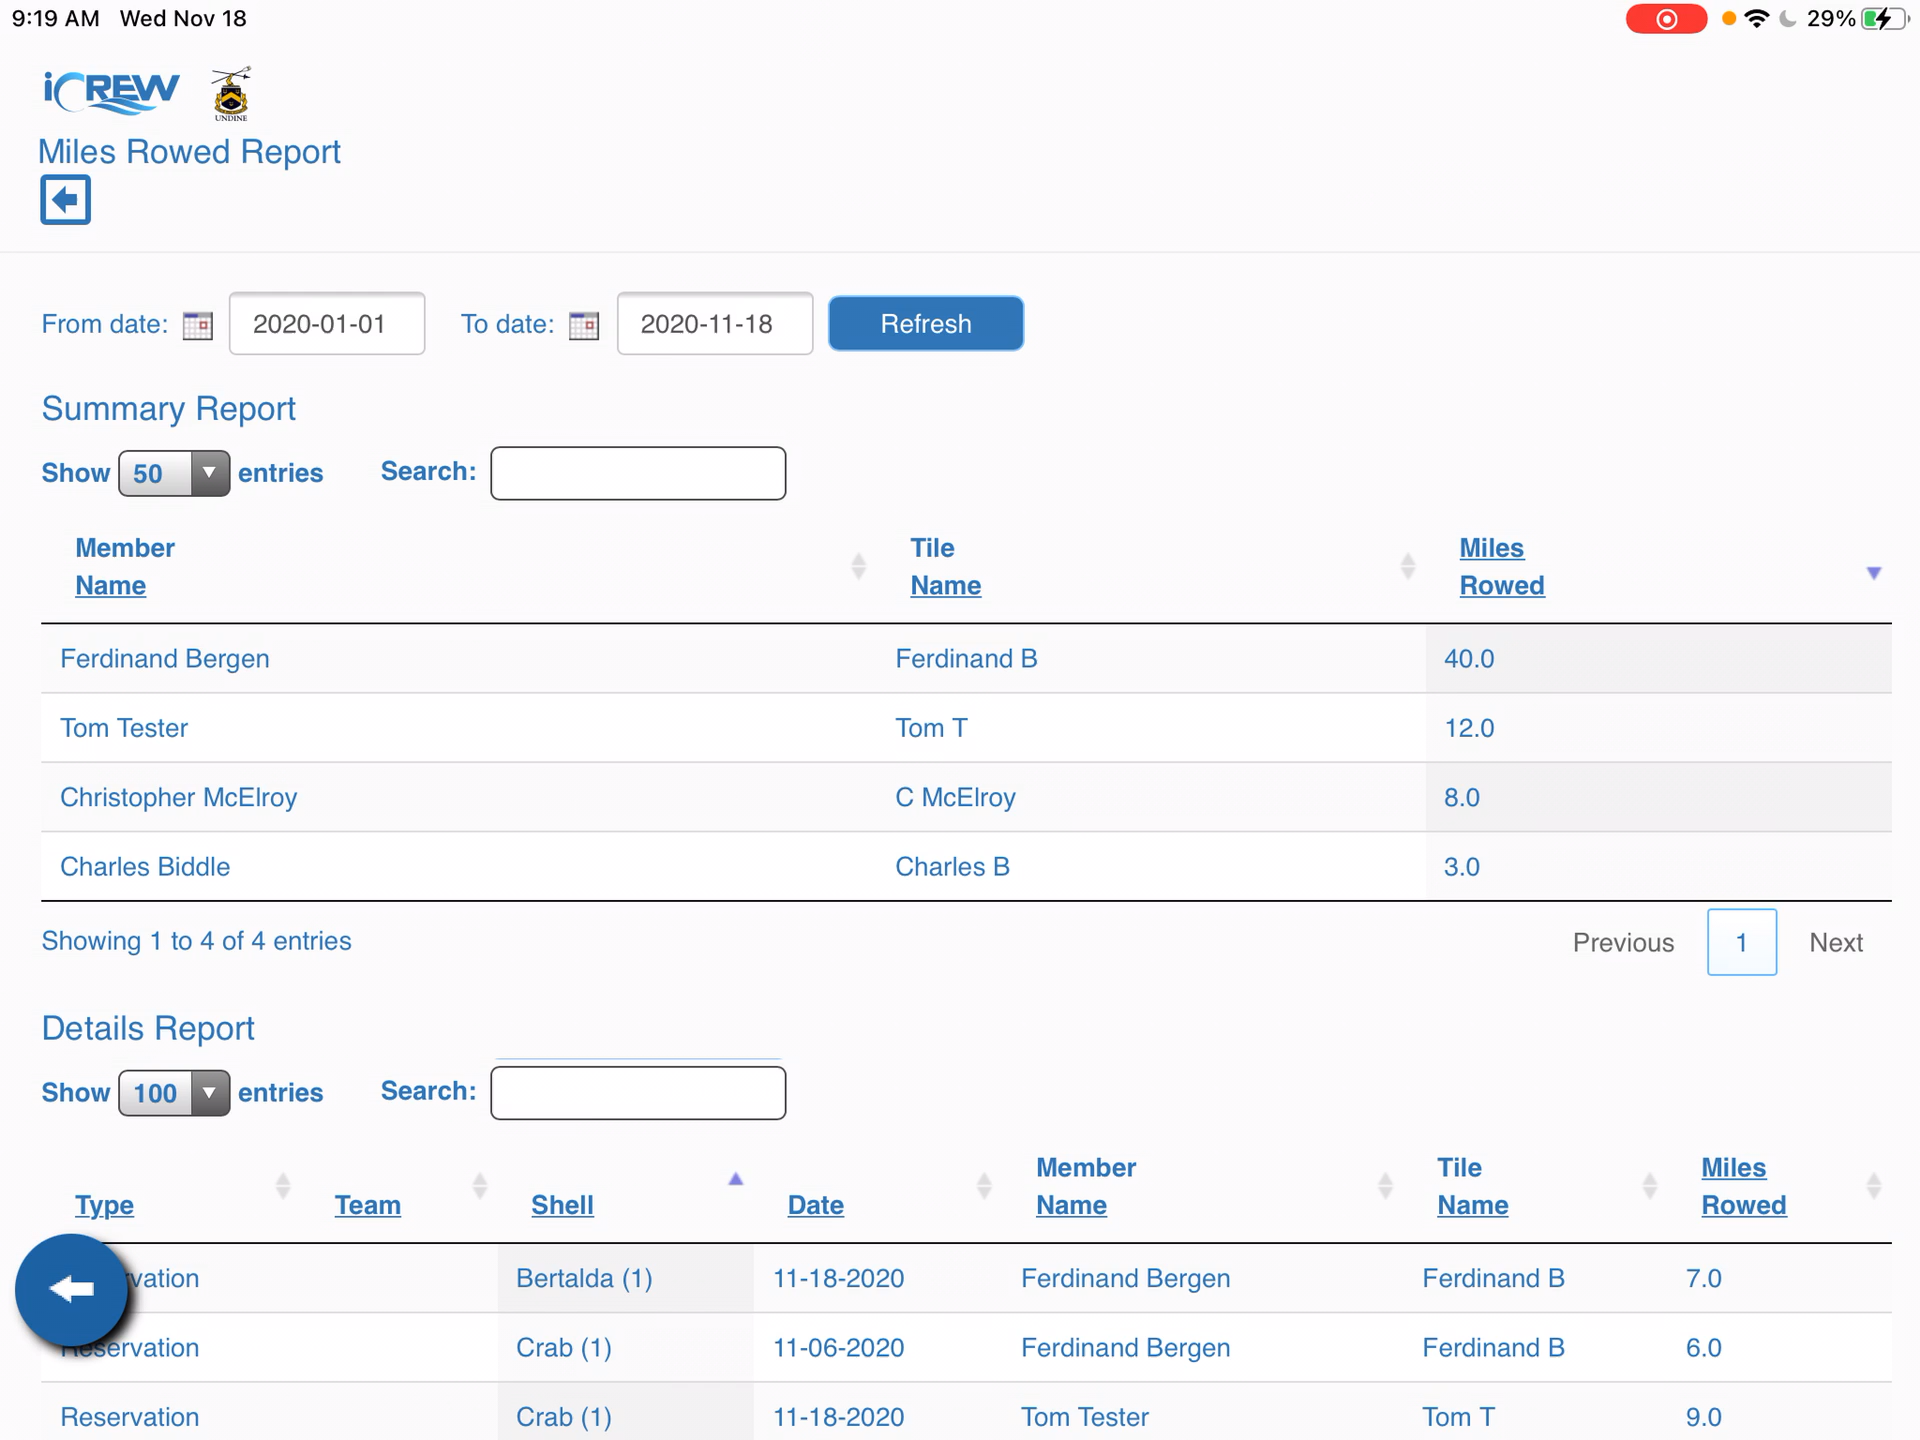 9:19 AM Wed Nov 18 29%
iCREW UNDINE
Miles Rowed Report
From date: 2020-01-01 To date: 2020-11-18 Refresh
Summary Report
Show 50 entries Search:
Member Name Tile Name Miles Rowed
Ferdinand Bergen Ferdinand B 40.0
Tom Tester Tom T 12.0
Christopher McElroy C McElroy 8.0
Charles Biddle Charles B 3.0
Showing 1 to 4 of 4 entries Previous 1 Next
Details Report
Show 100 entries Search:
Type Team Shell Date Member Name Tile Name Miles Rowed
vation Bertalda (1) 11-18-2020 Ferdinand Bergen Ferdinand B 7.0
Reservation Crab (1) 11-06-2020 Ferdinand Bergen Ferdinand B 6.0
Reservation Crab (1) 11-18-2020 Tom Tester Tom T 9.0